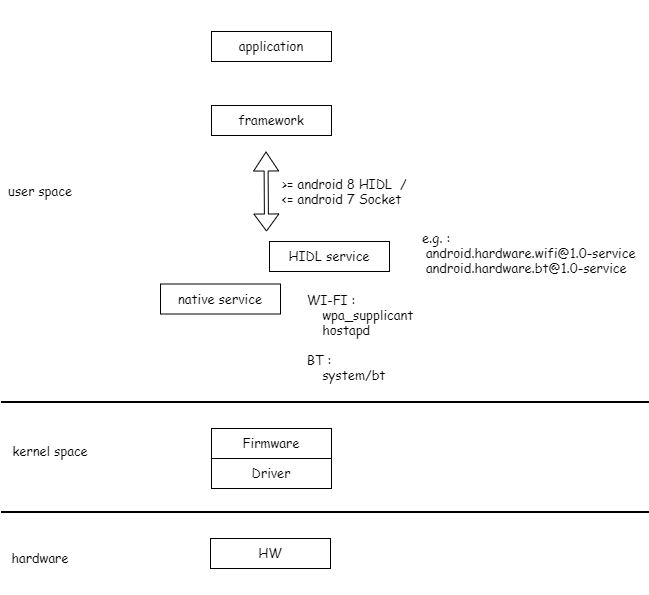 application
framework
user space
>= android 8 HIDL /
<= android 7 Socket
e.g. :
android.hardware.wifi@1.0-service
android.hardware.bt@1.0-service
HIDL service
native service
WI-FI :
wpa_supplicant
hostapd
BT :
system/bt
kernel space
Firmware
Driver
hardware
HW